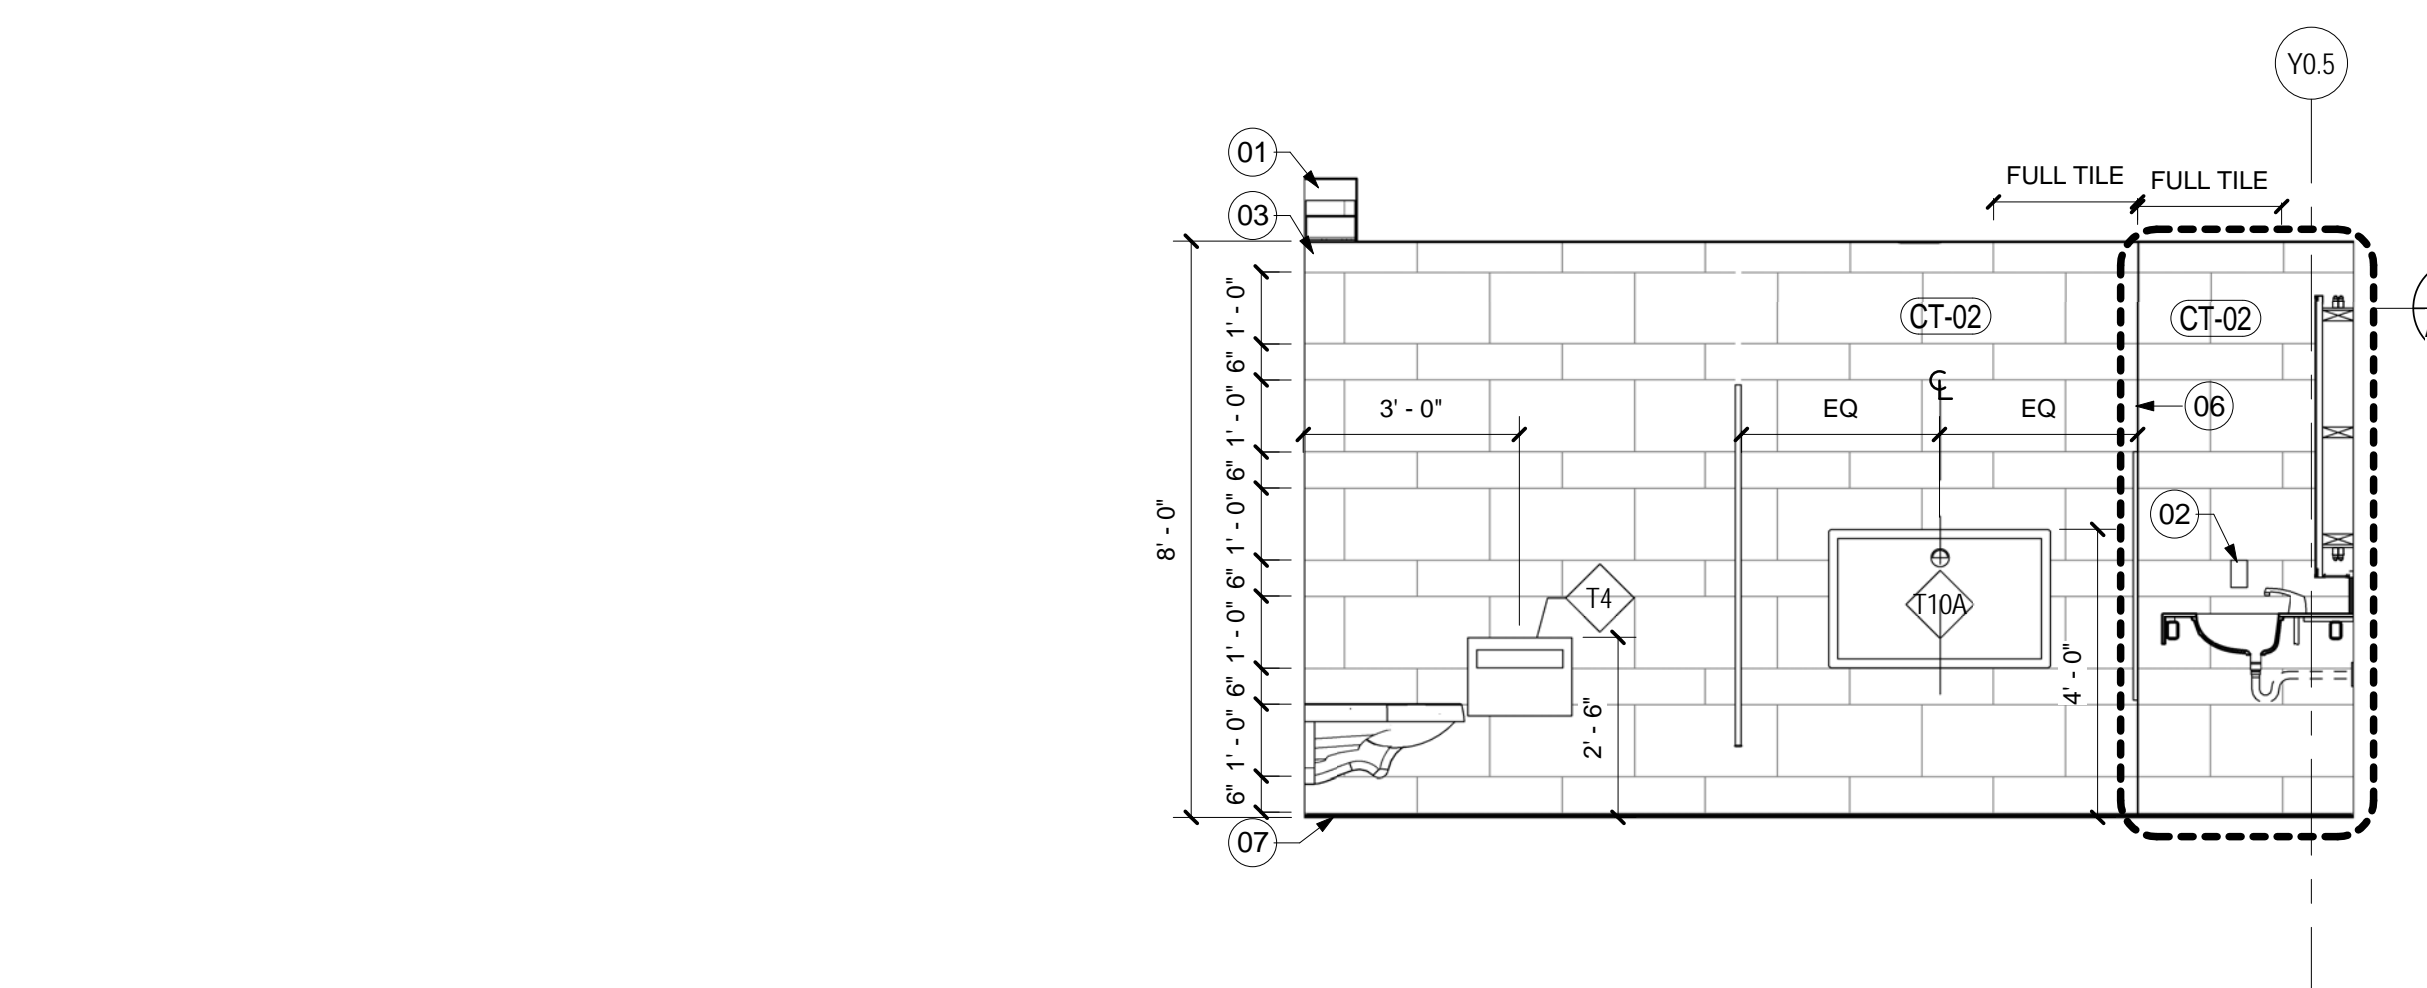 Y0.5
01
FULL TILE
FULL TILE
03
1' - 0"
CT-02
CT-02
6"
1' - 0"
3' - 0"
EQ
℄
EQ
06
6"
8' - 0"
1' - 0"
02
6"
T4
T10A
1' - 0"
6"
2' - 6"
4' - 0"
1' - 0"
6"
07